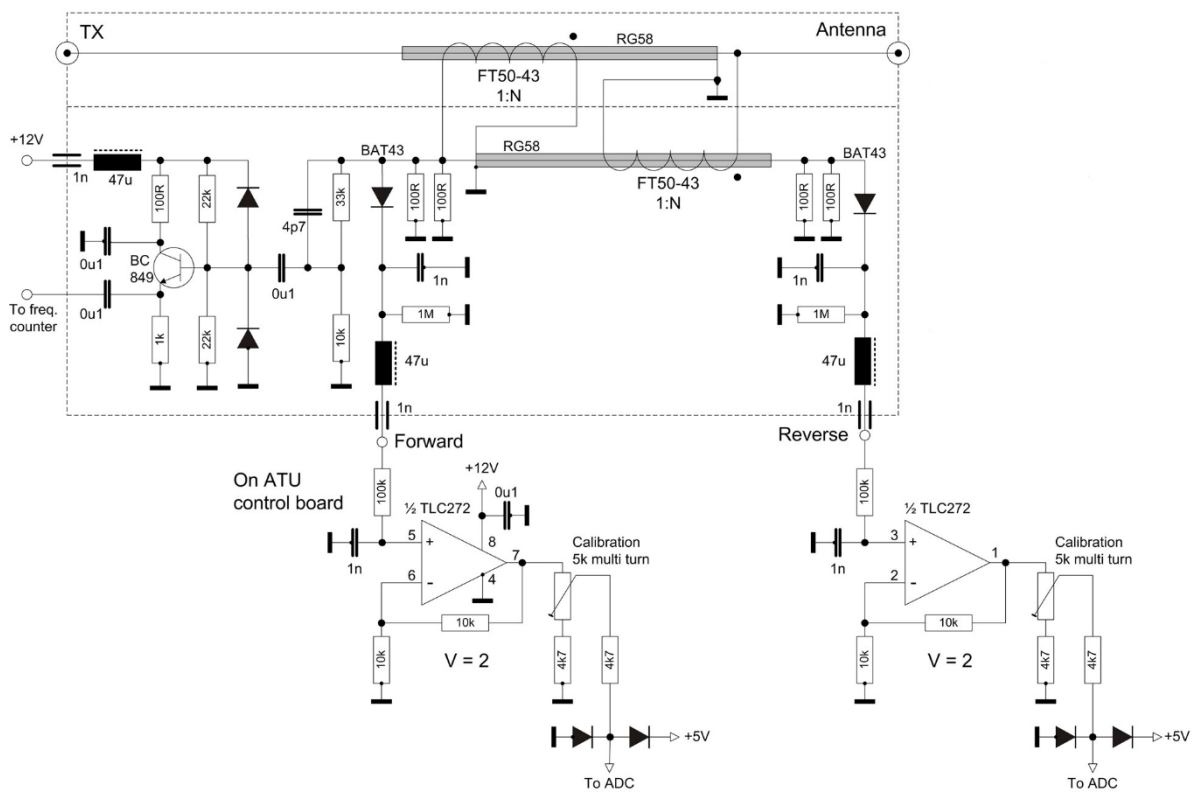 TX
RG58
Antenna
FT50-43
1:N
+12V
1n
47u
100R
22k
4p7
33k
BAT43
100R
100R
RG58
FT50-43
1:N
100R
100R
BAT43
0u1
BC
849
0u1
1n
1n
To freq.
counter
0u1
1k
22k
10k
1M
1M
47u
47u
1n
1n
Forward
Reverse
On ATU
control board
100k
+12V
0u1
½ TLC272
5
+
8
7
1n
6
-
4
Calibration
5k multi turn
10k
10k
V = 2
4k7
4k7
+5V
To ADC
100k
½ TLC272
3
+
1
1n
2
-
Calibration
5k multi turn
10k
10k
V = 2
4k7
4k7
+5V
To ADC